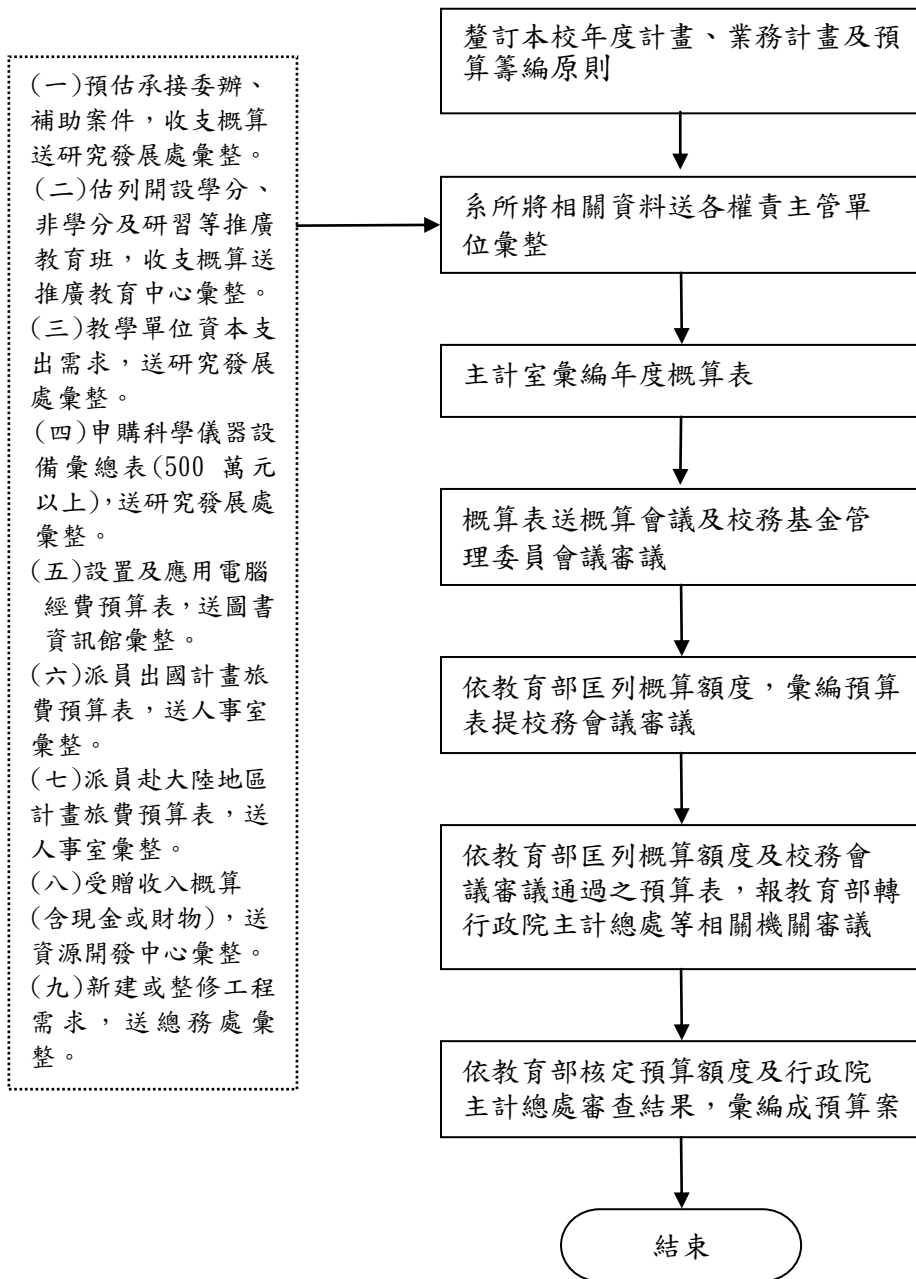 釐訂本校年度計畫、業務計畫及預
算籌編原則
(一)預估承接委辦、
補助案件，收支概算
送研究發展處彙整。
(二)估列開設學分、
非學分及研習等推廣
教育班，收支概算送
推廣教育中心彙整。
(三)教學單位資本支
出需求，送研究發展
處彙整。
(四)申購科學儀器設
備彙總表(500 萬元
以上)，送研究發展處
彙整。
(五)設置及應用電腦
經費預算表，送圖書
資訊館彙整。
(六)派員出國計畫旅
費預算表，送人事室
彙整。
(七)派員赴大陸地區
計畫旅費預算表，送
人事室彙整。
(八)受贈收入概算
(含現金或財物)，送
資源開發中心彙整。
(九)新建或整修工程
需求，送總務處彙
整。
系所將相關資料送各權責主管單
位彙整
主計室彙編年度概算表
概算表送概算會議及校務基金管
理委員會議審議
依教育部匡列概算額度，彙編預算
表提校務會議審議
依教育部匡列概算額度及校務會
議審議通過之預算表，報教育部轉
行政院主計總處等相關機關審議
依教育部核定預算額度及行政院
主計總處審查結果，彙編成預算案
結束